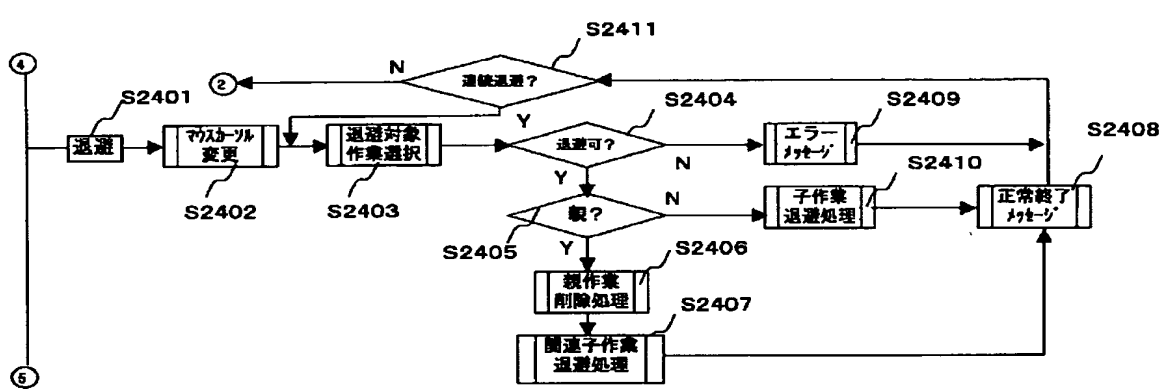 S2411
④
N
連続退避?
②
S2401
Y
S2404
S2409
S2408
退避
マウスカーソル
変更
退避対象
作業選択
退避可?
エラー
メッセージ
N
S2410
S2402
S2403
Y
親?
N
子作業
退避処理
正常終了
メッセージ
S2405
Y
S2406
親作業
削除処理
S2407
関連子作業
退避処理
⑤